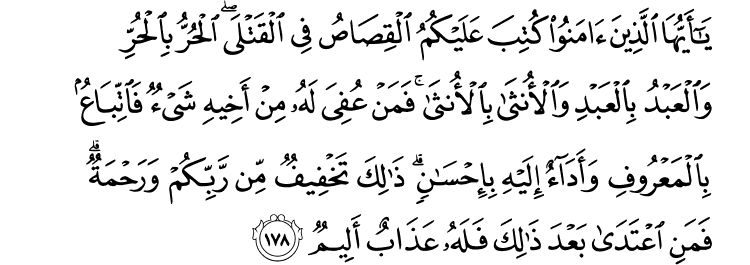 يَـٰٓأَيُّهَا ٱلَّذِينَ ءَامَنُوا۟ كُتِبَ عَلَيْكُمُ ٱلْقِصَاصُ فِى ٱلْقَتْلَى ۖ ٱلْحُرُّ بِٱلْحُرِّ
وَٱلْعَبْدُ بِٱلْعَبْدِ وَٱلْأُنثَىٰ بِٱلْأُنثَىٰ ۚ فَمَنْ عُفِىَ لَهُۥ مِنْ أَخِيهِ شَىْءٌ فَٱتِّبَاعٌۢ
بِٱلْمَعْرُوفِ وَأَدَآءٌ إِلَيْهِ بِإِحْسَـٰنٍ ۗ ذَٰلِكَ تَخْفِيفٌ مِّن رَّبِّكُمْ وَرَحْمَةٌ ۗ
فَمَنِ ٱعْتَدَىٰ بَعْدَ ذَٰلِكَ فَلَهُۥ عَذَابٌ أَلِيمٌ ١٧٨